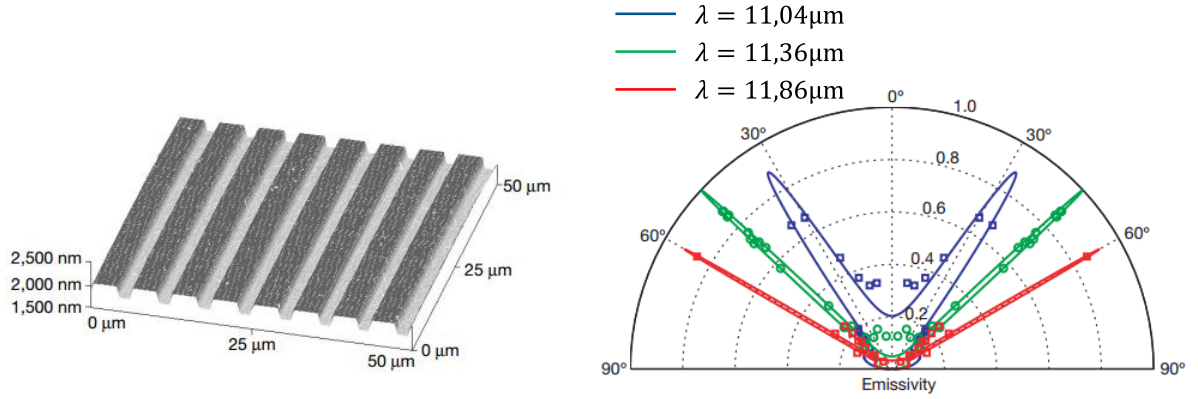 λ = 11,04μm
λ = 11,36μm
λ = 11,86μm
0°
1.0
30°
30°
0.8
0.6
60°
60°
0.4
0.2
90°
90°
Emissivity
50 μm
25 μm
2,500 nm
2,000 nm
1,500 nm
0 μm
25 μm
50 μm
0 μm